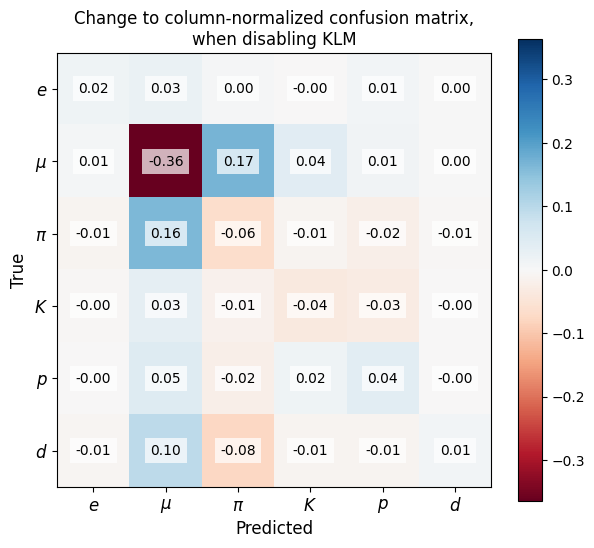 Change to column-normalized confusion matrix,
when disabling KLM
e 0.02 0.03 0.00 -0.00 0.01 0.00
μ 0.01 -0.36 0.17 0.04 0.01 0.00
π -0.01 0.16 -0.06 -0.01 -0.02 -0.01
K -0.00 0.03 -0.01 -0.04 -0.03 0.00
p -0.00 0.05 -0.02 0.02 0.04 -0.00
d -0.01 0.10 -0.08 -0.01 -0.01 0.01
e μ π K p d
Predicted
True
0.3
0.2
0.1
0.0
−0.1
−0.2
−0.3